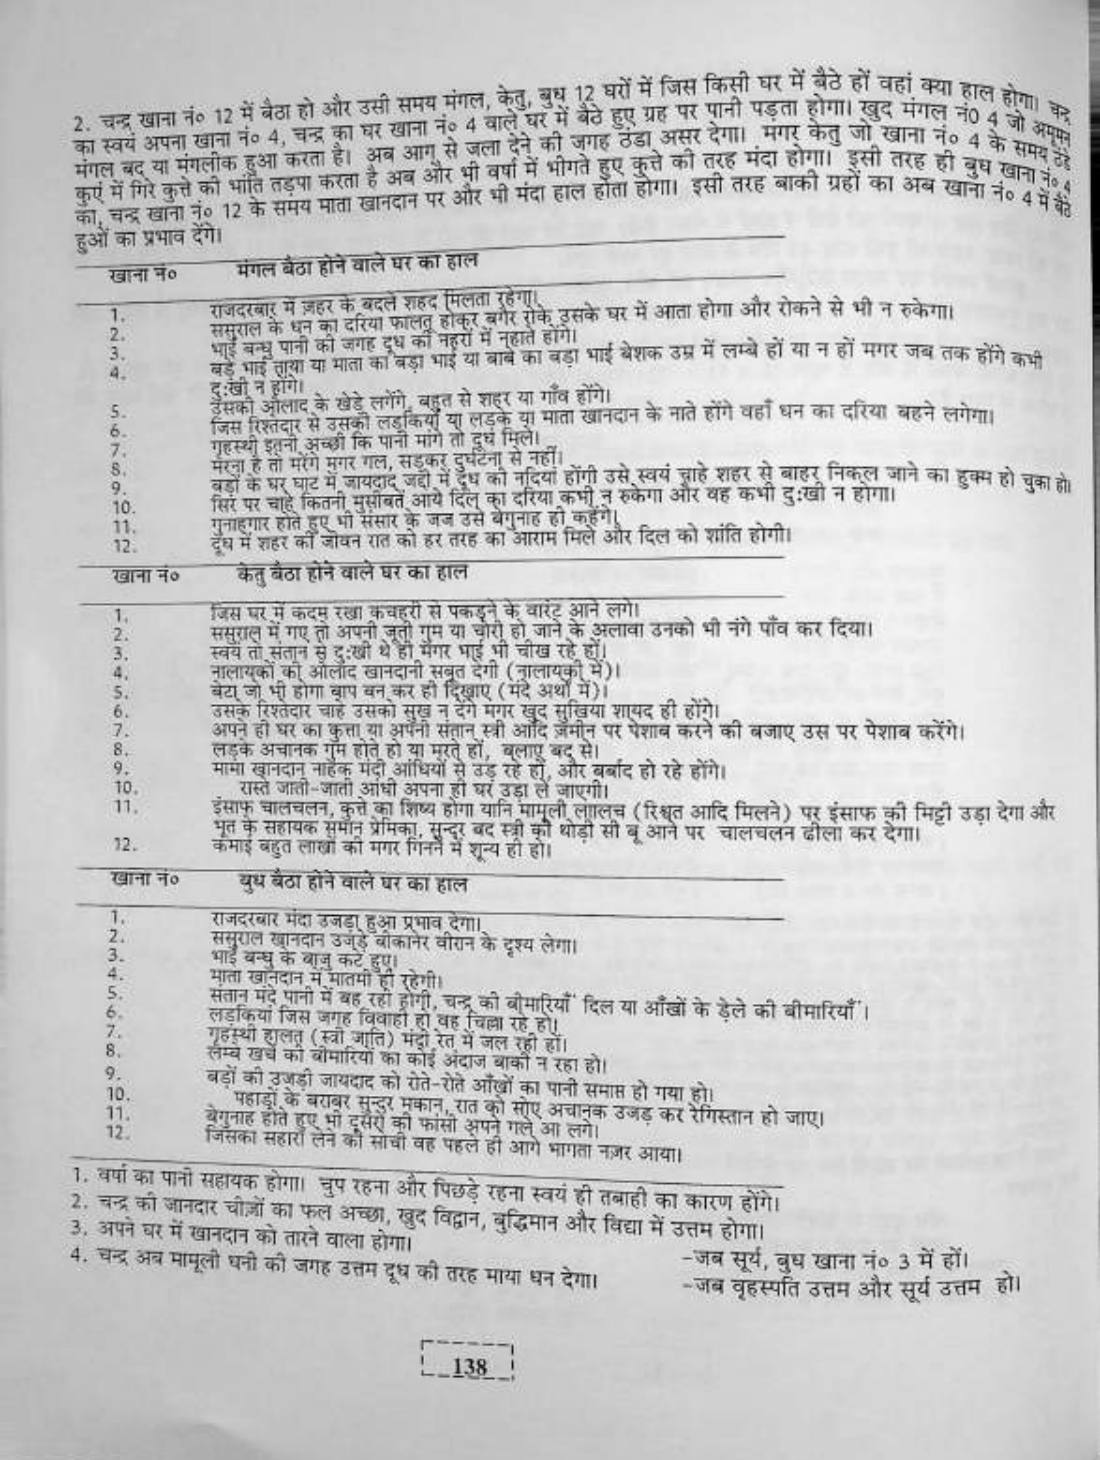 2. चन्द्र खाना नं० 12 में बैठा हो और उसी समय मंगल, केतु, बुध 12 घरों में जिस किसी घर में बैठे हों वहां क्या हाल होगा। चन्द्र
का स्वयं अपना खाना नं० 4, चन्द्र का घर खाना नं० 4 वाले घर में बैठे हुए ग्रह पर पानी पड़ता होगा। खुद मंगल नं0 4 जो अमूमन
मंगल बद या मंगलीक हुआ करता है। अब आग से जला देने की जगह ठंडा असर देगा। मगर केतु जो खाना नं० 4 के समय ठंडे
कुएं में गिरे कुत्ते की भांति तड़पा करता है अब और भी वर्षा में भीगते हुए कुत्ते की तरह मंदा होगा। इसी तरह ही बुध खाना नं० 4
का, चन्द्र खाना नं० 12 के समय माता खानदान पर और भी मंदा हाल होता होगा। इसी तरह बाकी ग्रहों का अब खाना नं० 4 में बैठे
हुओं का प्रभाव देंगे।
खाना नं० मंगल बैठा होने वाले घर का हाल
1. राजदरबार में ज़हर के बदले शहद मिलता रहेगा।
2. ससुराल के धन का दरिया फालतू होकर बगैर रोके उसके घर में आता होगा और रोकने से भी न रुकेगा।
3. भाई बन्धु पानी की जगह दूध की नहरों में नहाते होंगे।
4. बड़े भाई ताया या माता का बड़ा भाई या बाबे का बड़ा भाई बेशक उम्र में लम्बे हों या न हों मगर जब तक होंगे कभी
दुःखी न होंगे।
5. उसकी औलाद के खेड़े लगेंगे, बहुत से शहर या गाँव होंगे।
6. जिस रिश्तेदार से उसकी लड़कियाँ या लड़के या माता खानदान के नाते होंगे वहाँ धन का दरिया बहने लगेगा।
7. गृहस्थी इतनी अच्छी कि पानी मांगे तो दूध मिले।
8. मरना है तो मरेंगे मगर गल, सड़कर दुर्घटना से नहीं।
9. बड़ों के घर घाट में जायदाद जद्दी में दूध की नदियां होंगी उसे स्वयं चाहे शहर से बाहर निकल जाने का हुक्म हो चुका हो।
10. सिर पर चाहे कितनी मुसीबतें आये दिल का दरिया कभी न रुकेगा और वह कभी दुःखी न होगा।
11. गुनाहगार होते हुए भी संसार के जज उसे बेगुनाह ही कहेंगे।
12. दूध में शहर की जीवन रात को हर तरह का आराम मिले और दिल को शांति होगी।
खाना नं० केतु बैठा होने वाले घर का हाल
1. जिस घर में कदम रखा कचहरी से पकड़ने के वारंट आने लगे।
2. ससुराल में गए तो अपनी जूती गुम या चोरी हो जाने के अलावा उनको भी नंगे पाँव कर दिया।
3. स्वयं तो संतान से दुःखी थे ही मगर भाई भी चीख रहे हों।
4. नालायकों की औलाद खानदानी सबूत देगी (नालायकी में)।
5. बेटा जो भी होगा बाप बन कर ही दिखाए (मंदे अर्थों में)।
6. उसके रिश्तेदार चाहे उसको सुख न देंगे मगर खुद सुखिया शायद ही होंगे।
7. अपने ही घर का कुत्ता या अपनी संतान स्त्री आदि ज़मीन पर पेशाब करने की बजाए उस पर पेशाब करेंगे।
8. लड़के अचानक गुम होते हो या मरते हों, बलाए बद से।
9. मामा खानदान नाहक मंदी आंधियों से उड़ रहे हों, और बर्बाद हो रहे होंगे।
10. रास्ते जाती-जाती आंधी अपना ही घर उड़ा ले जाएगी।
11. इंसाफ चालचलन, कुत्ते का शिष्य होगा यानि मामूली लाालच (रिश्वत आदि मिलने) पर इंसाफ की मिट्टी उड़ा देगा और
भूत के सहायक समान प्रेमिका, सुन्दर बद स्त्री की थोड़ी सी बू आने पर चालचलन ढीला कर देगा।
12. कमाई बहुत लाखों की मगर गिनने में शून्य ही हो।
खाना नं० बुध बैठा होने वाले घर का हाल
1. राजदरबार मंदा उजड़ा हुआ प्रभाव देगा।
2. ससुराल खानदान उजड़े बीकानेर वीरान के दृश्य लेगा।
3. भाई बन्धु के बाजु कटे हुए।
4. माता खानदान में मातमी ही रहेगी।
5. संतान मंदे पानी में बह रही होगी, चन्द्र की बीमारियाँ' दिल या आँखों के ड़ेले की बीमारियाँ'।
6. लड़कियां जिस जगह विवाही हो वह चिल्ला रहे हो।
7. गृहस्थी हालत (स्त्री जाति) मंदी रेत में जल रही हो।
8. लम्बे खर्चे की बीमारियों का कोई अंदाज बाकी न रहा हो।
9. बड़ों की उजड़ी जायदाद को रोते-रोते आँखों का पानी समाप्त हो गया हो।
10. पहाड़ों के बराबर सुन्दर मकान, रात को सोए अचानक उजड़ कर रेगिस्तान हो जाए।
11. बेगुनाह होते हुए भी दूसरों की फांसी अपने गले आ लगे।
12. जिसका सहारा लेने की सोची वह पहले ही आगे भागता नज़र आया।
1. वर्षा का पानी सहायक होगा। चुप रहना और पिछड़े रहना स्वयं ही तबाही का कारण होंगे।
2. चन्द्र की जानदार चीज़ों का फल अच्छा, खुद विद्वान, बुद्धिमान और विद्या में उत्तम होगा।
3. अपने घर में खानदान को तारने वाला होगा। -जब सूर्य, बुध खाना नं० 3 में हों।
4. चन्द्र अब मामूली धनी की जगह उत्तम दूध की तरह माया धन देगा। -जब वृहस्पति उत्तम और सूर्य उत्तम हो।
138